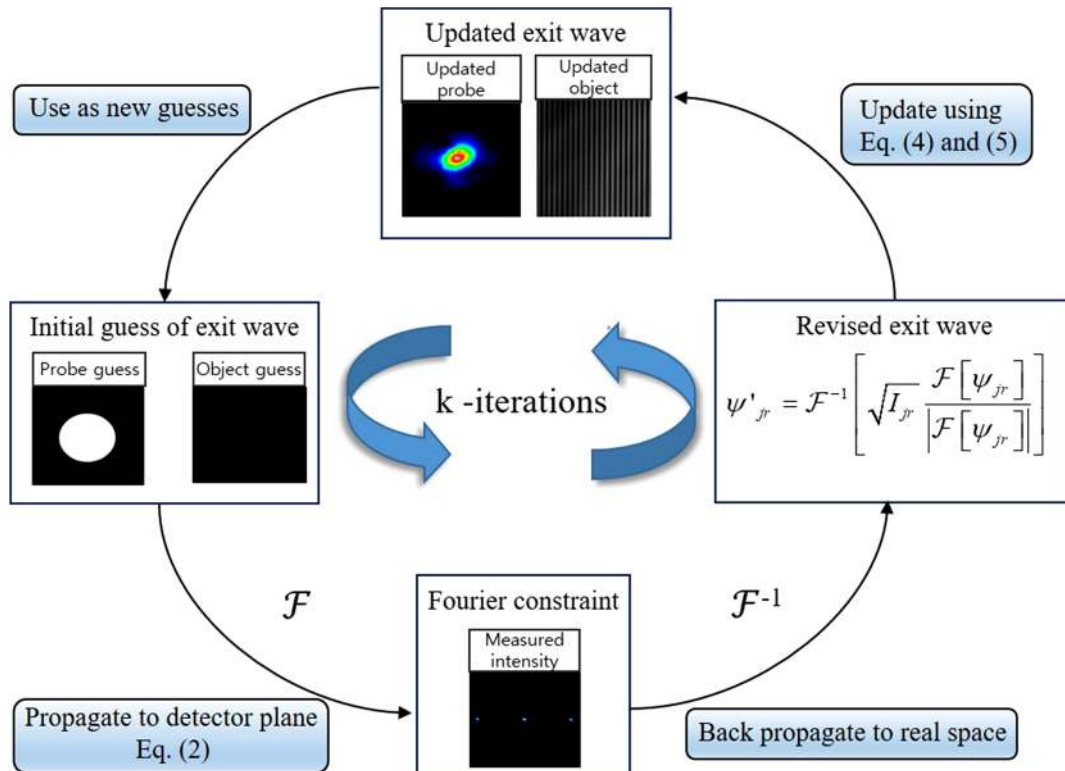 Updated exit wave
Updated
probe
Updated
object
Use as new guesses
Update using
Eq. (4) and (5)
Initial guess of exit wave
Probe guess
Object guess
k -iterations
Revised exit wave
ψ'jr = ℱ⁻¹ [ √Ijr ℱ[ψjr] / |ℱ[ψjr]| ]
ℱ
Fourier constraint
Measured
intensity
ℱ-1
Propagate to detector plane
Eq. (2)
Back propagate to real space